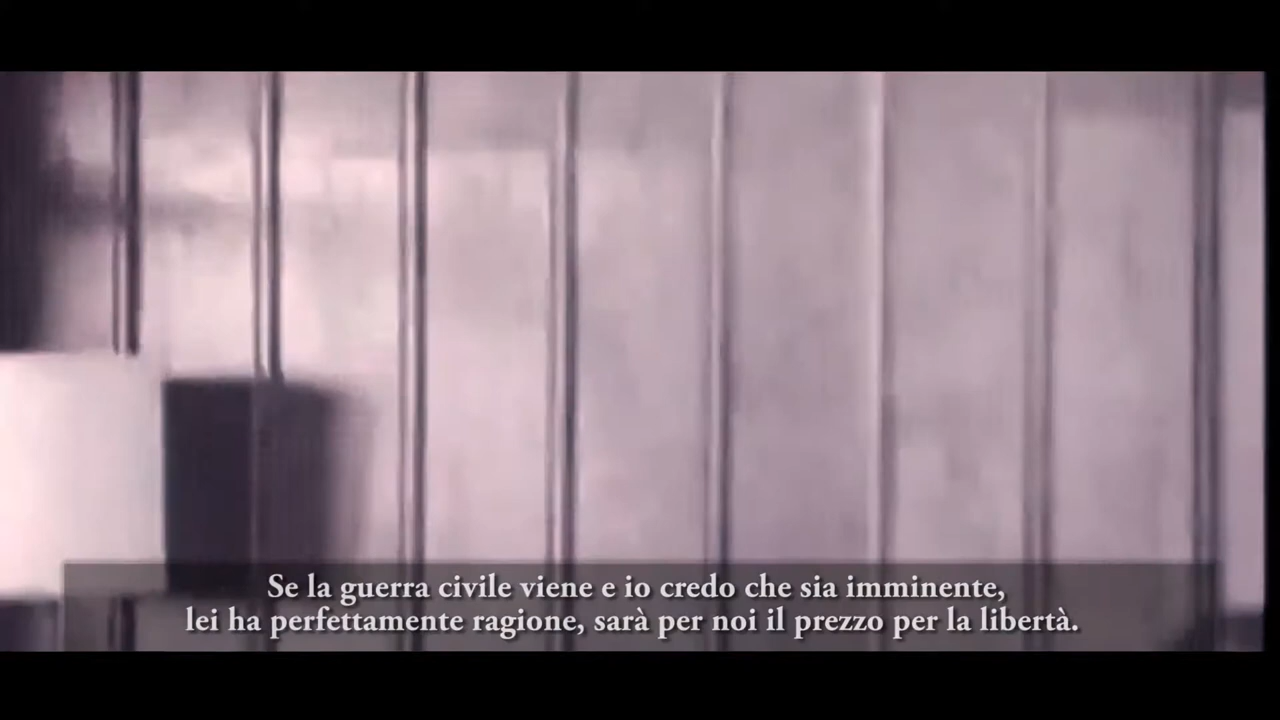 Se la guerra civile viene e io credo che sia imminente,
lei ha perfettamente ragione, sarà per noi il prezzo per la libertà.